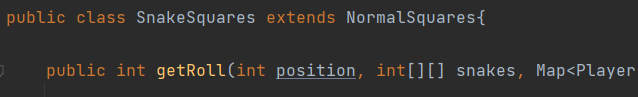 public class SnakeSquares extends NormalSquares{
public int getRoll(int position, int[][] snakes, Map<Player